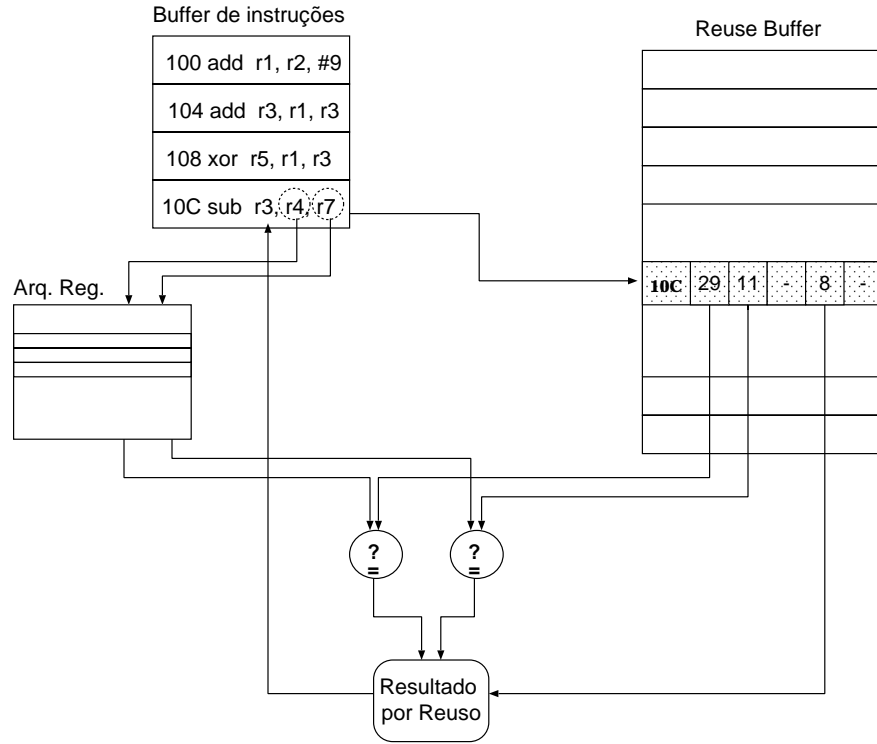 Buffer de instruções
100 add r1, r2, #9
104 add r3, r1, r3
108 xor r5, r1, r3
10C sub r3, r4, r7
Reuse Buffer
10C 29 11 - 8 -
Arq. Reg.
? ?
= =
Resultado
por Reuso